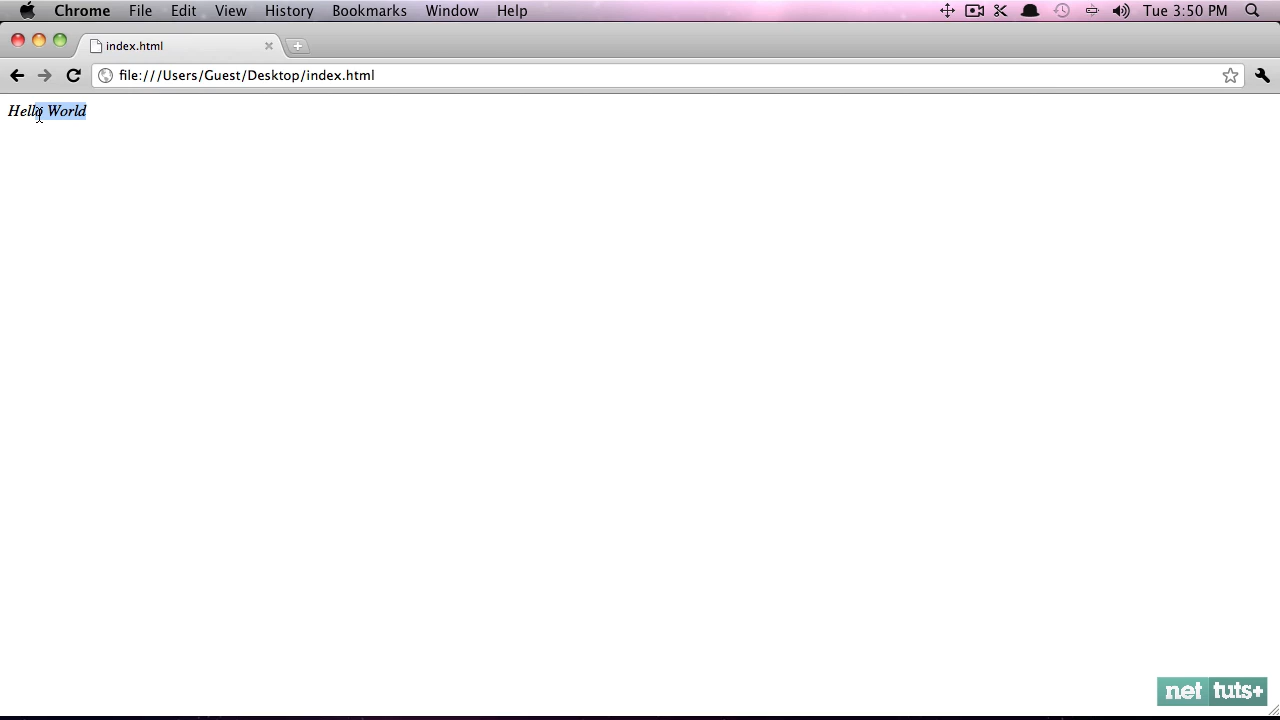 Chrome File Edit View History Bookmarks Window Help Tue 3:50 PM
index.html
file:///Users/Guest/Desktop/index.html
Hello World
net tuts+